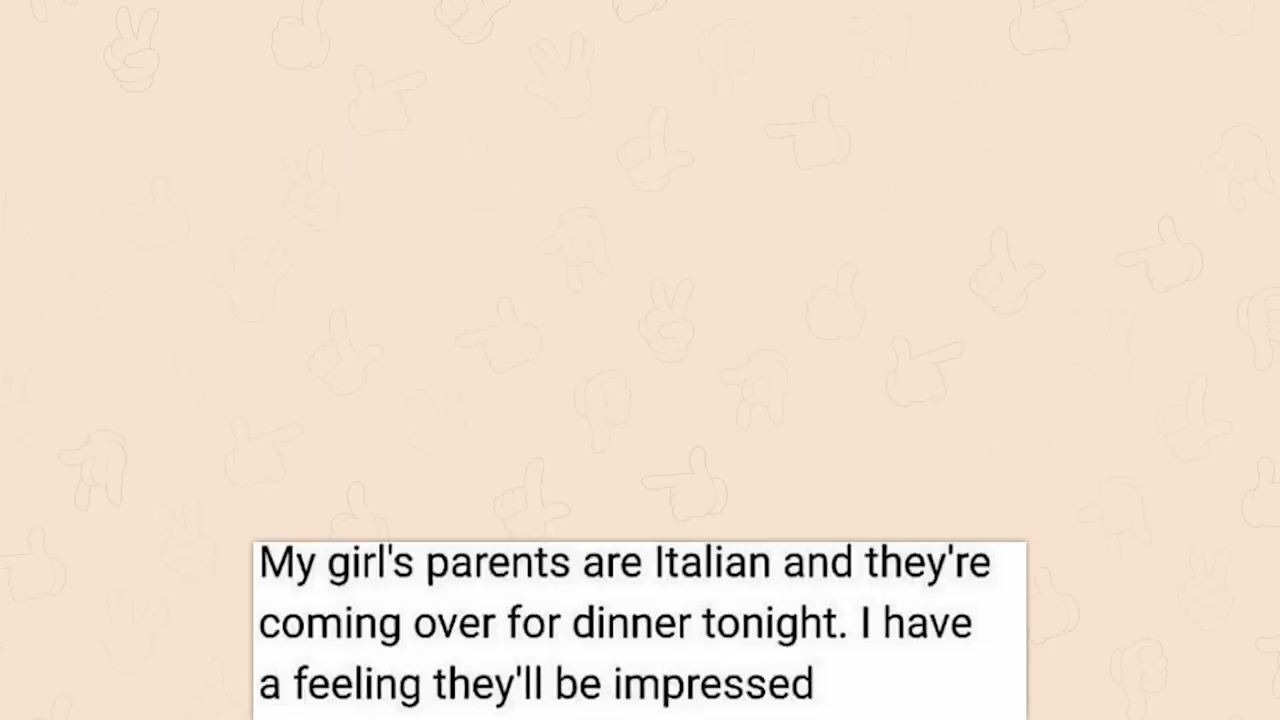 My girl's parents are Italian and they're
coming over for dinner tonight. I have
a feeling they'll be impressed